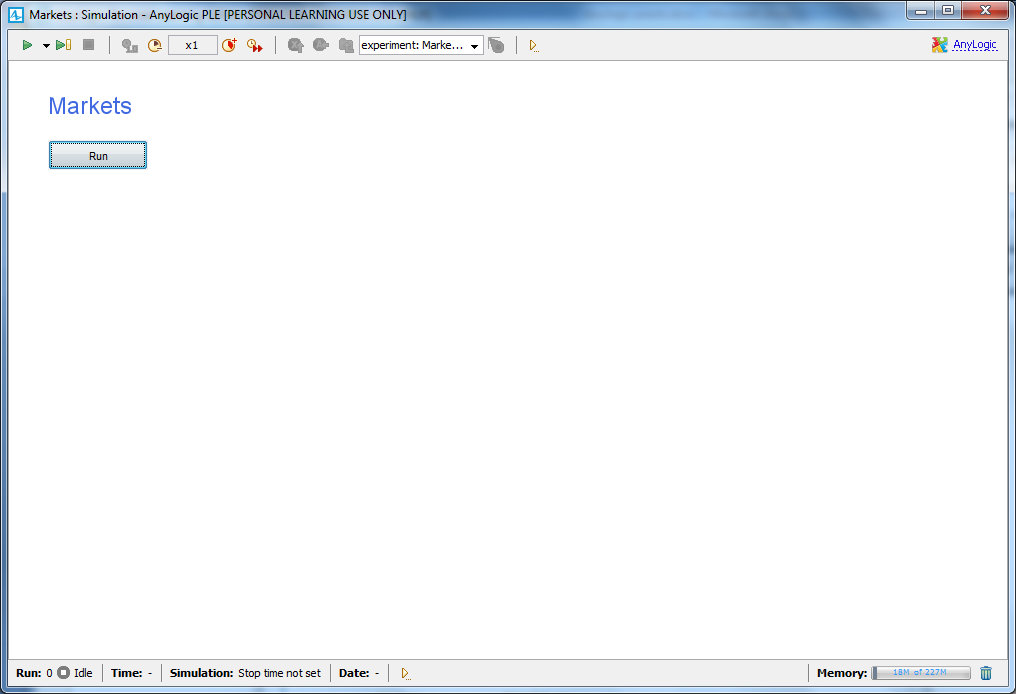 Markets : Simulation - AnyLogic PLE [PERSONAL LEARNING USE ONLY]
x1 experiment: Marke... AnyLogic
Markets
Run
Run: 0 Idle Time: - Simulation: Stop time not set Date: - Memory: 18M of 227M